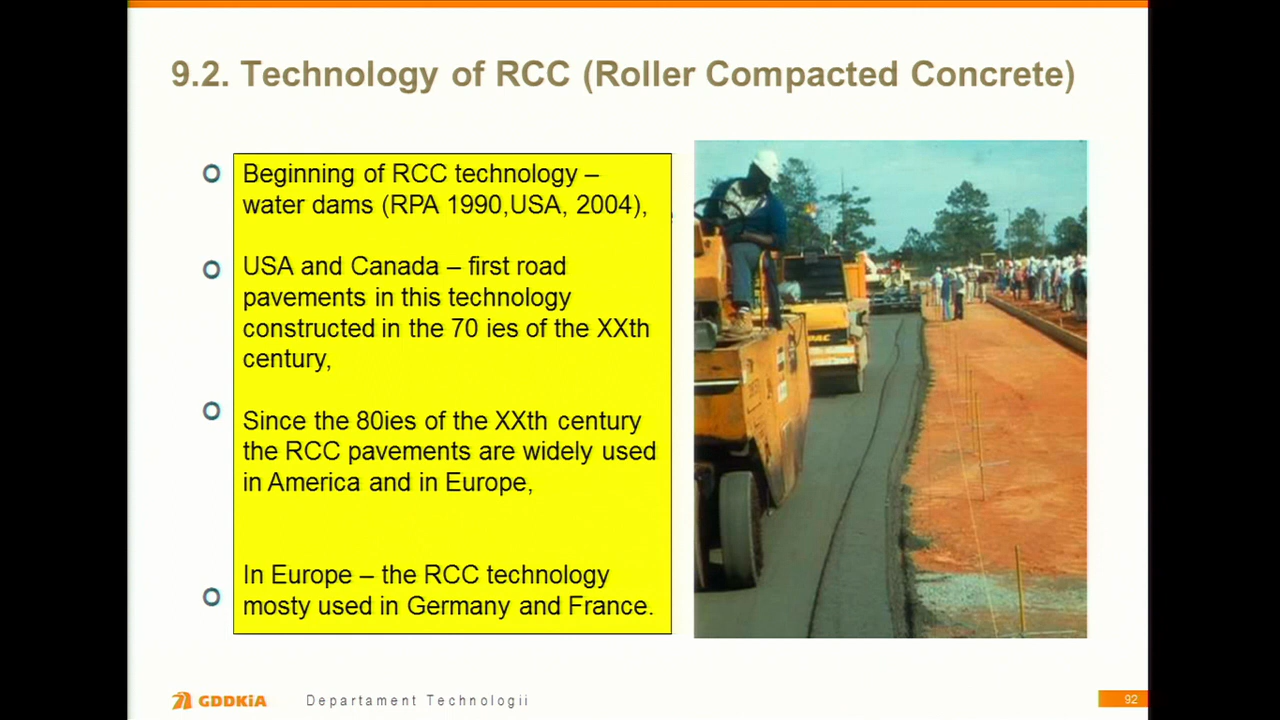 9.2. Technology of RCC (Roller Compacted Concrete)
Beginning of RCC technology –
water dams (RPA 1990,USA, 2004),
USA and Canada – first road
pavements in this technology
constructed in the 70 ies of the XXth
century,
Since the 80ies of the XXth century
the RCC pavements are widely used
in America and in Europe,
In Europe – the RCC technology
mosty used in Germany and France.
GDDKiA Departament Technologii
92